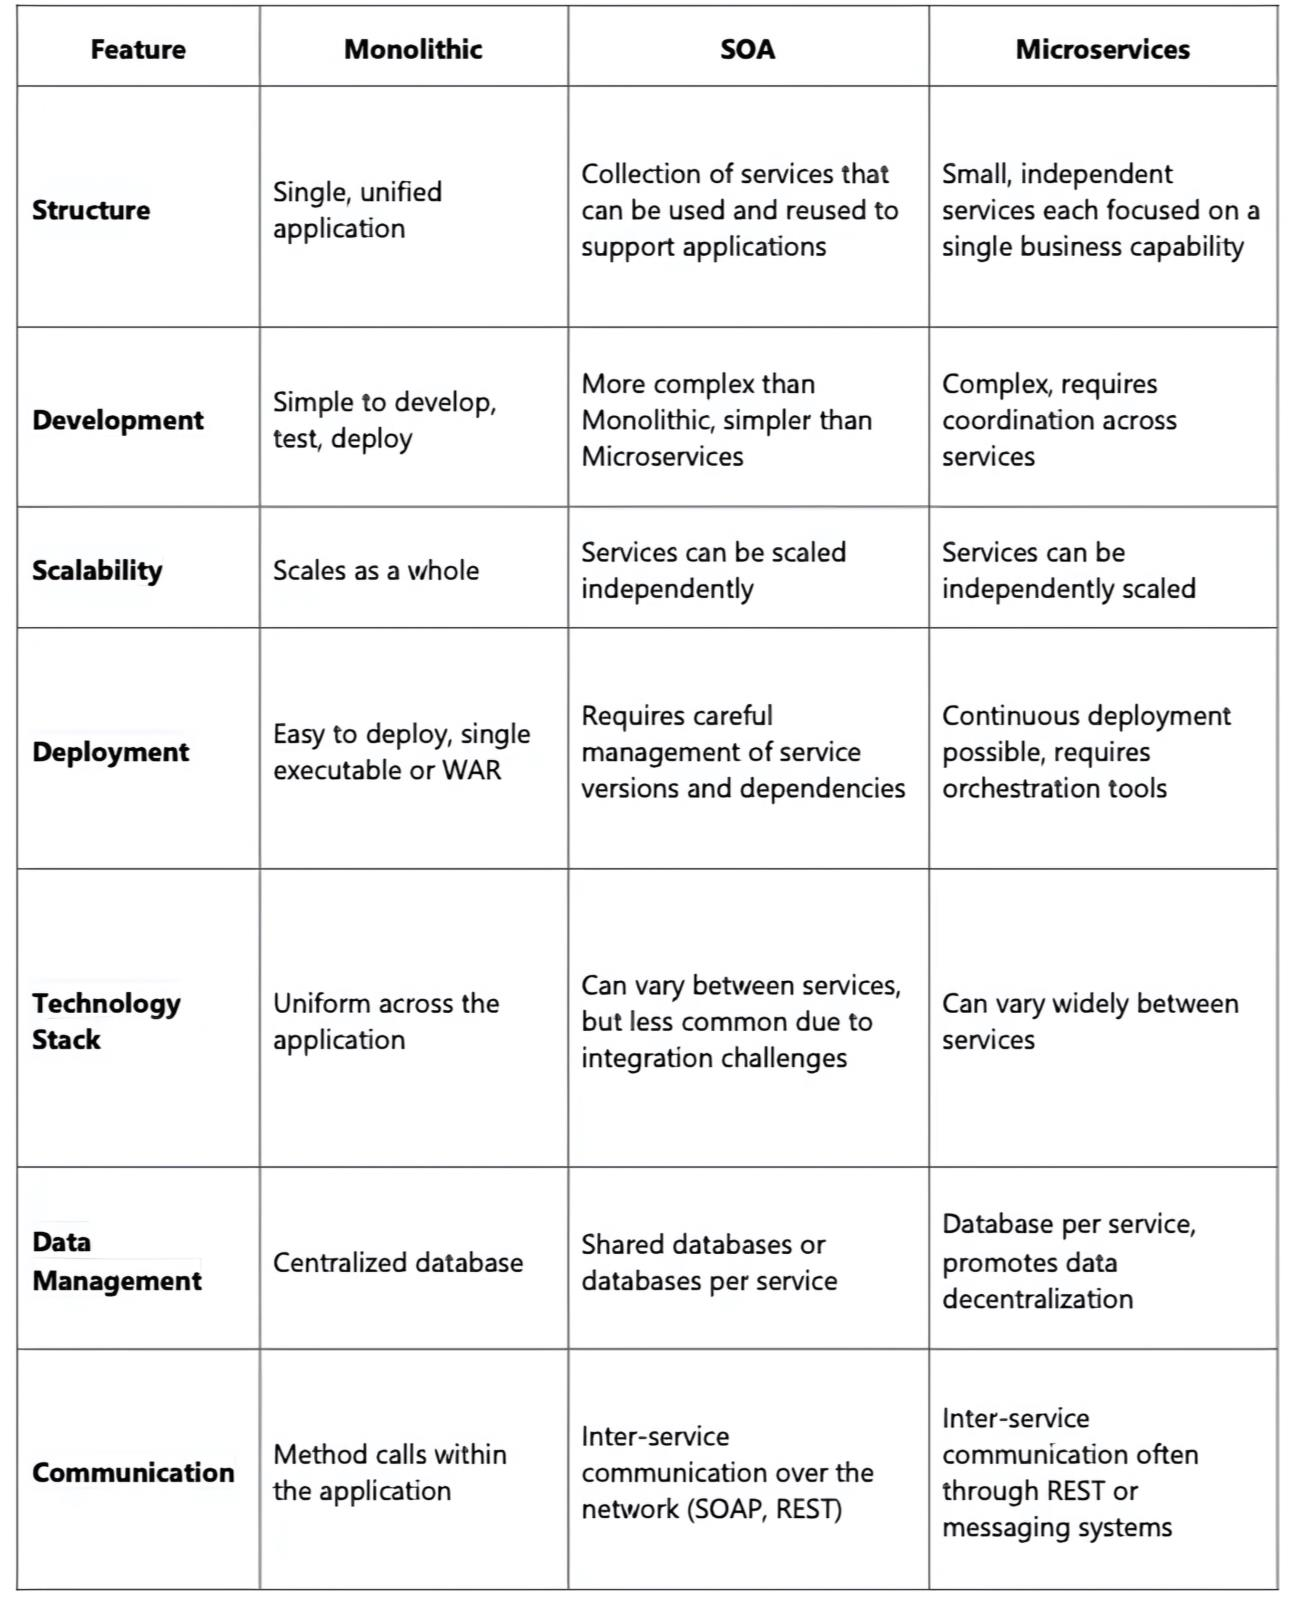 Feature
Monolithic
SOA
Microservices
Structure
Single, unified
application
Collection of services that
can be used and reused to
support applications
Small, independent
services each focused on a
single business capability
Development
Simple to develop,
test, deploy
More complex than
Monolithic, simpler than
Microservices
Complex, requires
coordination across
services
Scalability
Scales as a whole
Services can be scaled
independently
Services can be
independently scaled
Deployment
Easy to deploy, single
executable or WAR
Requires careful
management of service
versions and dependencies
Continuous deployment
possible, requires
orchestration tools
Technology
Stack
Uniform across the
application
Can vary between services,
but less common due to
integration challenges
Can vary widely between
services
Data
Management
Centralized database
Shared databases or
databases per service
Database per service,
promotes data
decentralization
Communication
Method calls within
the application
Inter-service
communication over the
network (SOAP, REST)
Inter-service
communication often
through REST or
messaging systems